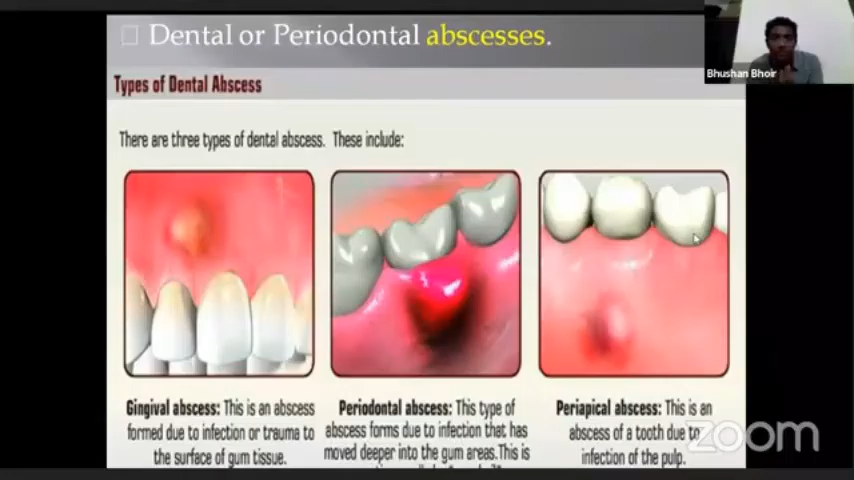 Dental or Periodontal abscesses.
Bhushan Bhoir
Types of Dental Abscess
There are three types of dental abscess. These include:
Gingival abscess: This is an abscess
formed due to infection or trauma to
the surface of gum tissue.
Periodontal abscess: This type of
abscess forms due to infection that has
moved deeper into the gum areas.This is
Periapical abscess: This is an
abscess of a tooth due to
infection of the pulp.
zoom